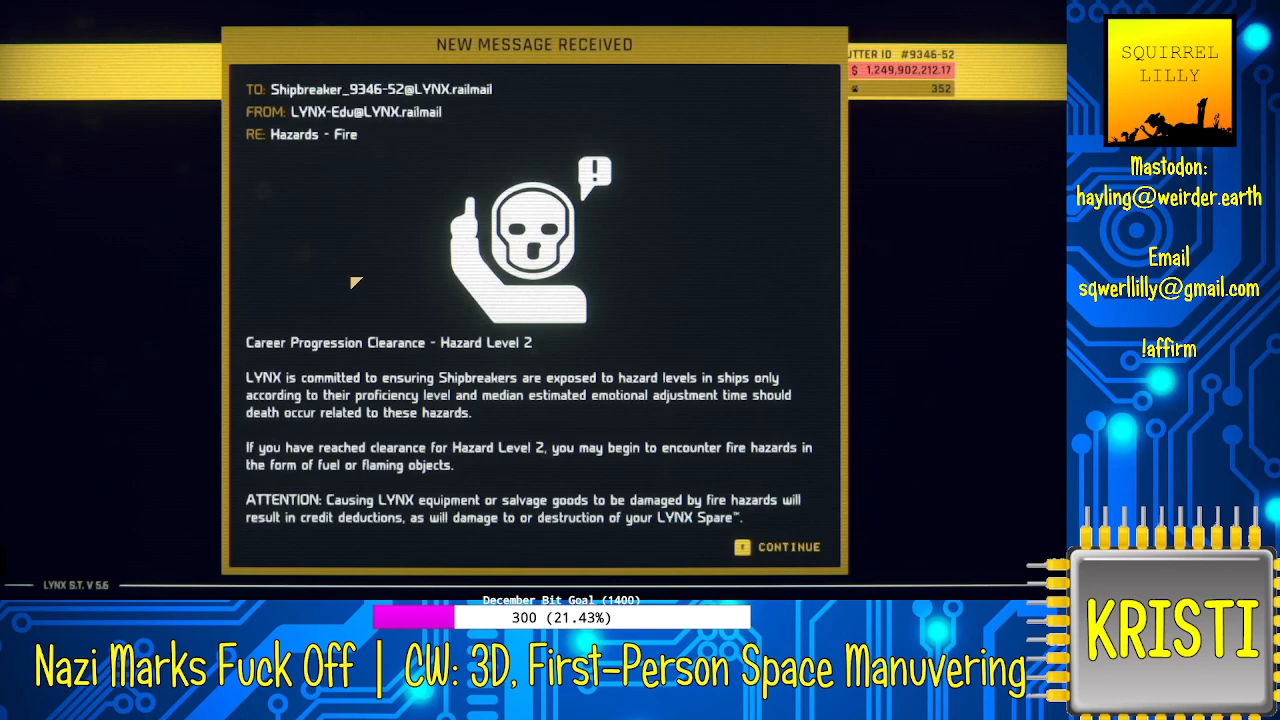 NEW MESSAGE RECEIVED
TO: Shipbreaker_9346-52@LYNX.railmail
FROM: LYNX-Edu@LYNX.railmail
RE: Hazards - Fire
!
Career Progression Clearance - Hazard Level 2
LYNX is committed to ensuring Shipbreakers are exposed to hazard levels in ships only
according to their proficiency level and median estimated emotional adjustment time should
death occur related to these hazards.
If you have reached clearance for Hazard Level 2, you may begin to encounter fire hazards in
the form of fuel or flaming objects.
ATTENTION: Causing LYNX equipment or salvage goods to be damaged by fire hazards will
result in credit deductions, as will damage to or destruction of your LYNX Spare™.
CONTINUE
UTTER ID #9346-52
$ 1,249,902,212.17
352
LYNX S.T. V 5.6
SQUIRREL
LILLY
Mastodon:
hayling@weirder.earth
Email
sqwerllilly@gmail.com
!affirm
December Bit Goal (1400)
300 (21.43%)
Nazi Marks Fuck Off | CW: 3D, First-Person Space Manuvering
KRISTI